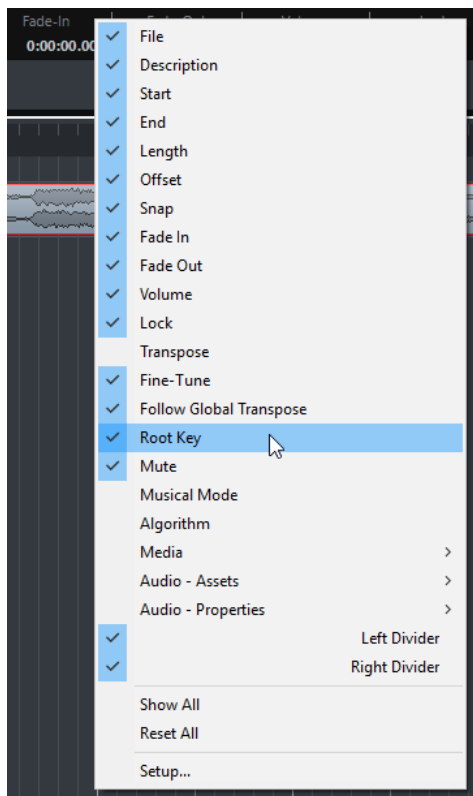 Fade-In
0:00:00.00
File
Description
Start
End
Length
Offset
Snap
Fade In
Fade Out
Volume
Lock
Transpose
Fine-Tune
Follow Global Transpose
Root Key
Mute
Musical Mode
Algorithm
Media
Audio - Assets
Audio - Properties
Left Divider
Right Divider
Show All
Reset All
Setup...